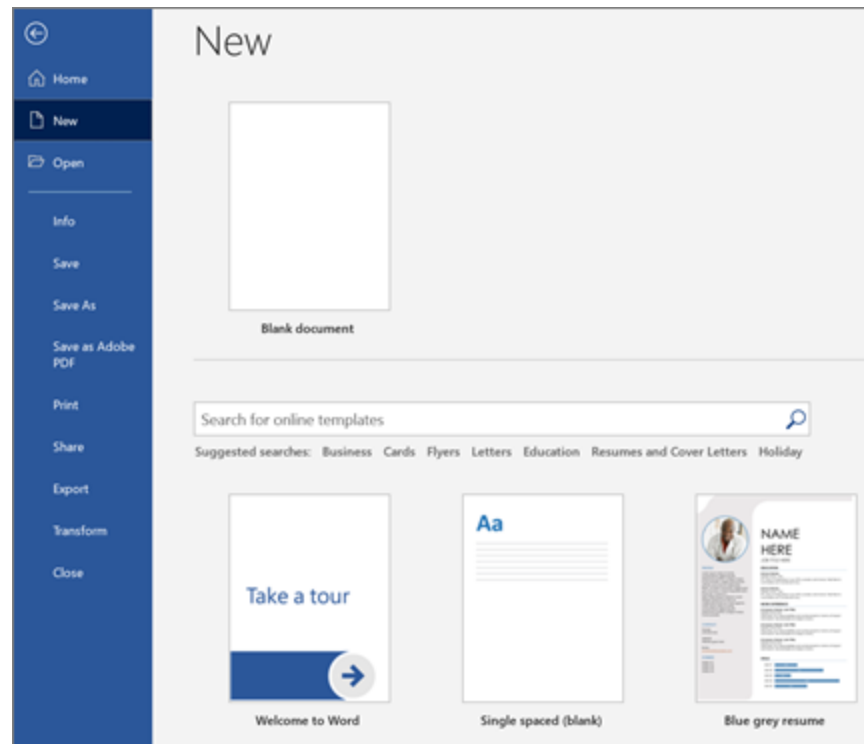 New
Home
New
Open
Info
Save
Save As
Save as Adobe
PDF
Print
Share
Export
Transform
Close
Blank document
Search for online templates
Suggested searches: Business Cards Flyers Letters Education Resumes and Cover Letters Holiday
Take a tour
Welcome to Word
Aa
Single spaced (blank)
NAME
HERE
Blue grey resume